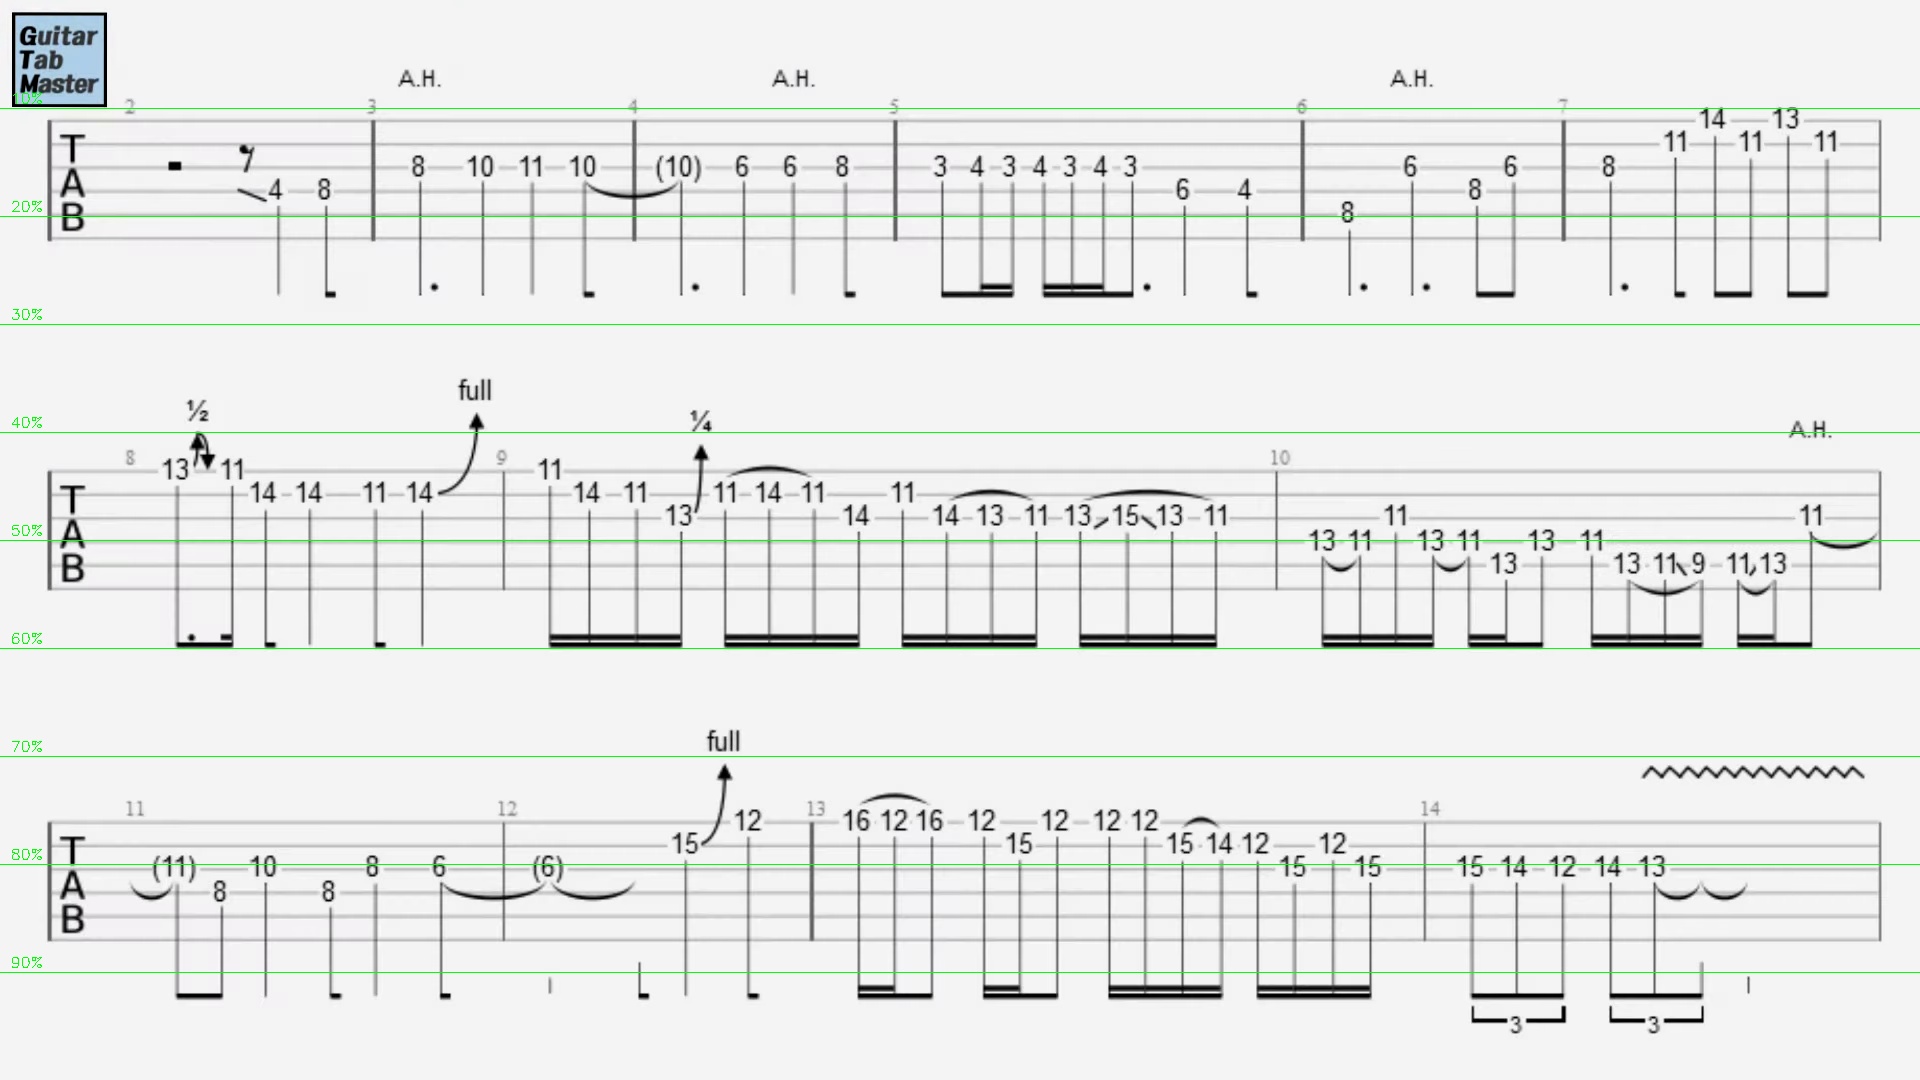 Guitar
Tab
Master
10%
A.H. A.H. A.H.
2 3 4 5 6 7
14 13
11 11 11
8 10 11 10 (10) 6 6 8 3 4 3 4 3 4 3 6 6 8
4 8 6 4 8
8
T
A
B
20%
30%
full
½ ¼
40%
A.H.
8 9 10
13 11 11
14 14 11 14 14 11 11 14 11 11
13 14 14 13 11 13 15 13 11 11 11
13 11 13 11 13 11
13 13 11 9 11 13
T
A
B
50%
60%
70%
full
11 12 13 14
12 16 12 16 12 12 12 12
15 15 15 14 12 12
(11) 10 8 6 (6) 15 15 15 14 12 14 13
8 8
T
A
B
80%
90%
3 3